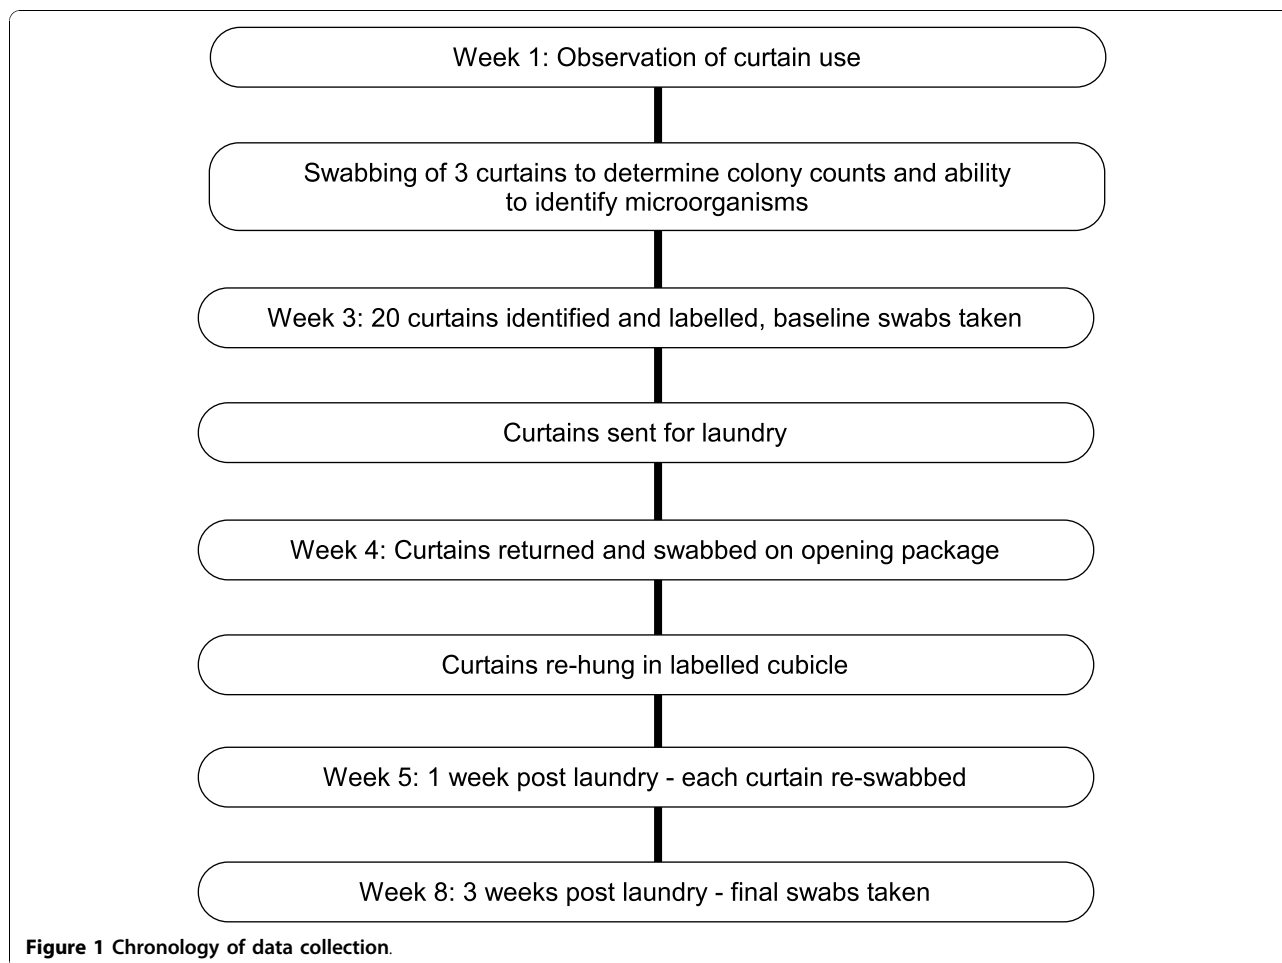 Week 1: Observation of curtain use
Swabbing of 3 curtains to determine colony counts and ability
to identify microorganisms
Week 3: 20 curtains identified and labelled, baseline swabs taken
Curtains sent for laundry
Week 4: Curtains returned and swabbed on opening package
Curtains re-hung in labelled cubicle
Week 5: 1 week post laundry - each curtain re-swabbed
Week 8: 3 weeks post laundry - final swabs taken
Figure 1 Chronology of data collection.